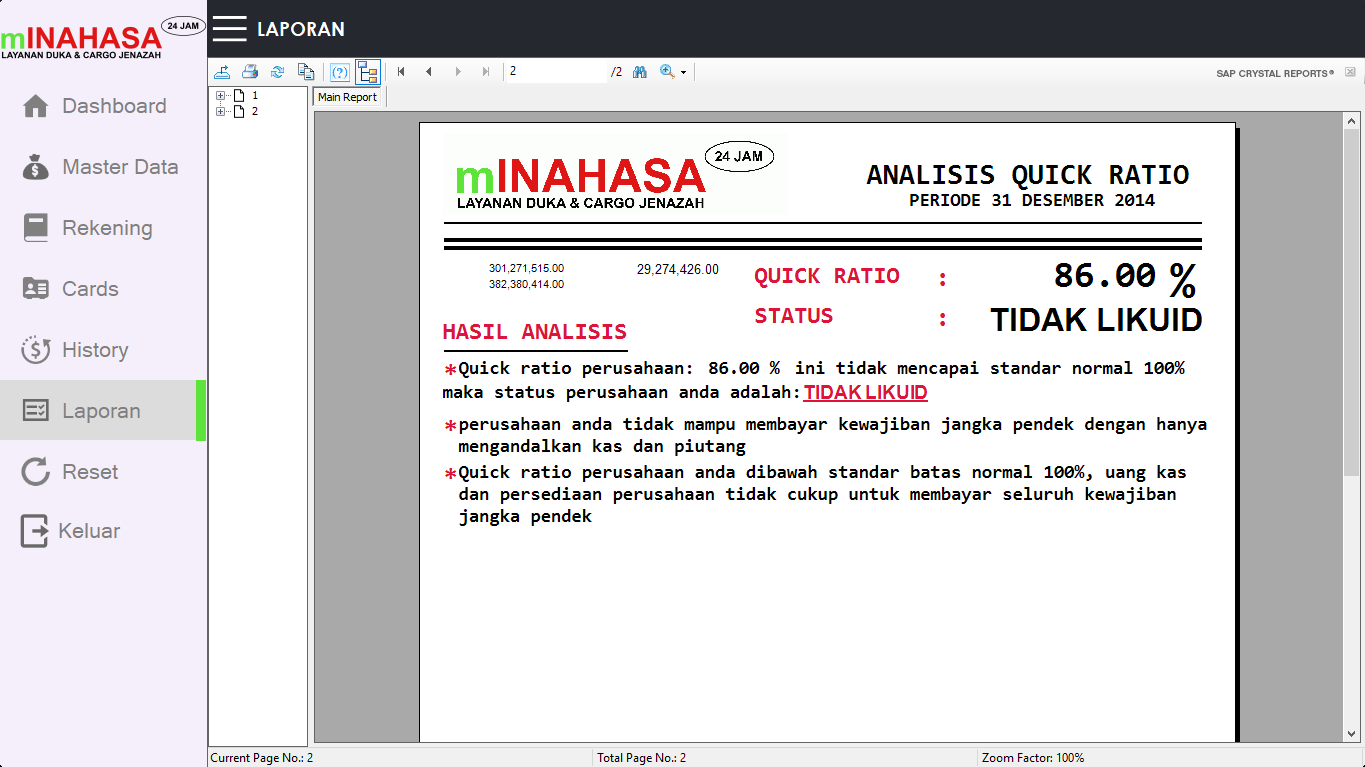 mINAHASA 24 JAM
LAYANAN DUKA & CARGO JENAZAH
LAPORAN
Dashboard
Master Data
Rekening
Cards
History
Laporan
Reset
Keluar
2 /2
SAP CRYSTAL REPORTS®
1
2
Main Report
mINAHASA 24 JAM
LAYANAN DUKA & CARGO JENAZAH
ANALISIS QUICK RATIO
PERIODE 31 DESEMBER 2014
301,271,515.00 29,274,426.00
382,380,414.00
QUICK RATIO : 86.00 %
STATUS : TIDAK LIKUID
HASIL ANALISIS
*Quick ratio perusahaan: 86.00 % ini tidak mencapai standar normal 100%
maka status perusahaan anda adalah: TIDAK LIKUID
*perusahaan anda tidak mampu membayar kewajiban jangka pendek dengan hanya
mengandalkan kas dan piutang
*Quick ratio perusahaan anda dibawah standar batas normal 100%, uang kas
dan persediaan perusahaan tidak cukup untuk membayar seluruh kewajiban
jangka pendek
Current Page No.: 2 Total Page No.: 2 Zoom Factor: 100%